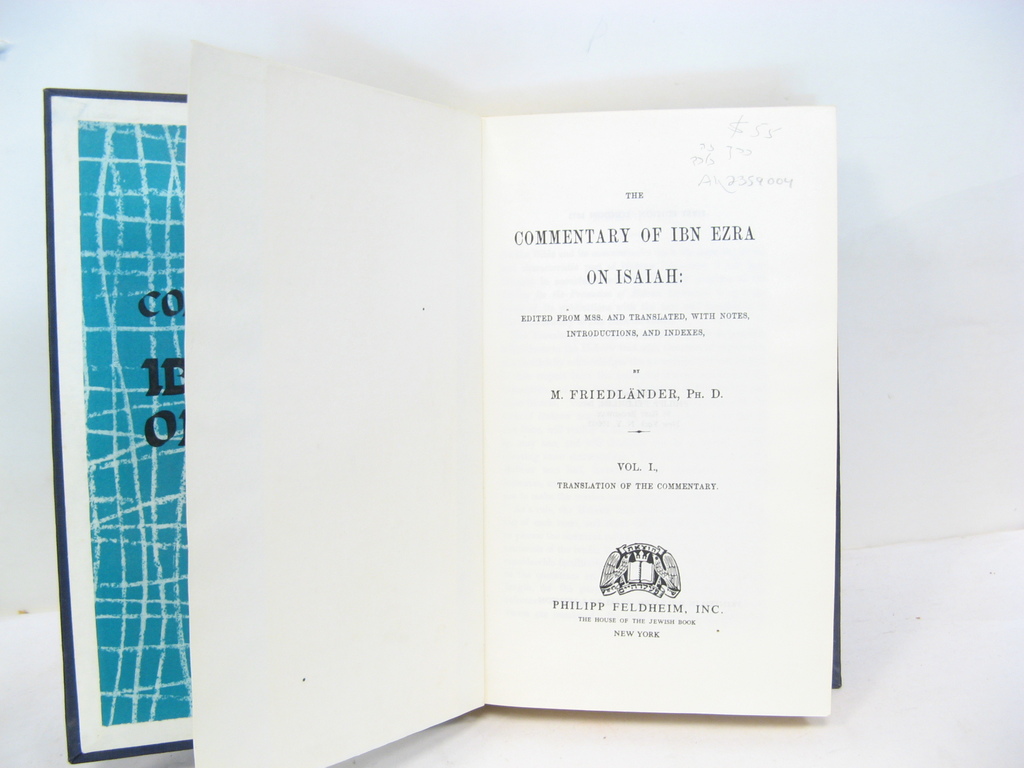 CO
IB
O
$ 55
AK2359004
THE
COMMENTARY OF IBN EZRA
ON ISAIAH:
EDITED FROM MSS. AND TRANSLATED, WITH NOTES,
INTRODUCTIONS, AND INDEXES,
BY
M. FRIEDLÄNDER, PH. D.
VOL. I.,
TRANSLATION OF THE COMMENTARY.
PHILIPP FELDHEIM, INC.
THE HOUSE OF THE JEWISH BOOK
NEW YORK